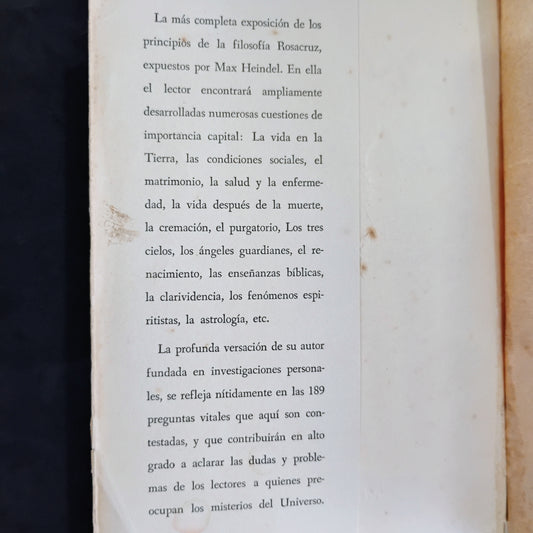 La más completa exposición de los
principios de la filosofía Rosacruz,
expuestos por Max Heindel. En ella
el lector encontrará ampliamente
desarrolladas numerosas cuestiones de
importancia capital: La vida en la
Tierra, las condiciones sociales, el
matrimonio, la salud y la enferme-
dad, la vida después de la muerte,
la cremación, el purgatorio, Los tres
cielos, los ángeles guardianes, el re-
nacimiento, las enseñanzas bíblicas,
la clarividencia, los fenómenos espi-
ritistas, la astrología, etc.
La profunda versación de su autor
fundada en investigaciones persona-
les, se refleja nítidamente en las 189
preguntas vitales que aquí son con-
testadas, y que contribuirán en alto
grado a aclarar las dudas y proble-
mas de los lectores a quienes pre-
ocupan los misterios del Universo.